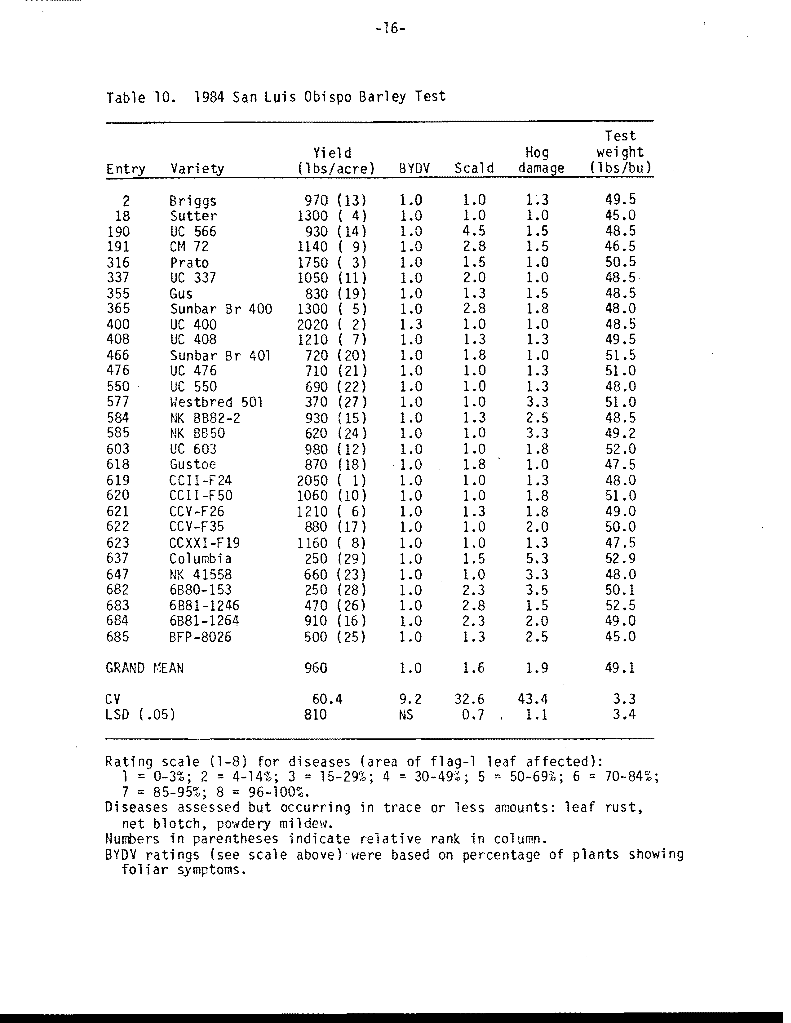 -16-
Table 10. 1984 San Luis Obispo Barley Test
Test
Yield Hog weight
Entry Variety (lbs/acre) BYDV Scald damage (lbs/bu)
2 Briggs 970 (13) 1.0 1.0 1.3 49.5
18 Sutter 1300 ( 4) 1.0 1.0 1.0 45.0
190 UC 566 930 (14) 1.0 4.5 1.5 48.5
191 CM 72 1140 ( 9) 1.0 2.8 1.5 46.5
316 Prato 1750 ( 3) 1.0 1.5 1.0 50.5
337 UC 337 1050 (11) 1.0 2.0 1.0 48.5
355 Gus 830 (19) 1.0 1.3 1.5 48.5
365 Sunbar Br 400 1300 ( 5) 1.0 2.8 1.8 48.0
400 UC 400 2020 ( 2) 1.3 1.0 1.0 48.5
408 UC 408 1210 ( 7) 1.0 1.3 1.3 49.5
466 Sunbar Br 401 720 (20) 1.0 1.8 1.0 51.5
476 UC 476 710 (21) 1.0 1.0 1.3 51.0
550 UC 550 690 (22) 1.0 1.0 1.3 48.0
577 Westbred 501 370 (27) 1.0 1.0 3.3 51.0
584 NK 8B82-2 930 (15) 1.0 1.3 2.5 48.5
585 NK 8B50 620 (24) 1.0 1.0 3.3 49.2
603 UC 603 980 (12) 1.0 1.0 1.8 52.0
618 Gustoe 870 (18) 1.0 1.8 1.0 47.5
619 CCII-F24 2050 ( 1) 1.0 1.0 1.3 48.0
620 CCII-F50 1060 (10) 1.0 1.0 1.8 51.0
621 CCV-F26 1210 ( 6) 1.0 1.3 1.8 49.0
622 CCV-F35 880 (17) 1.0 1.0 2.0 50.0
623 CCXXI-F19 1160 ( 8) 1.0 1.0 1.3 47.5
637 Columbia 250 (29) 1.0 1.5 5.3 52.9
647 NK 41558 660 (23) 1.0 1.0 3.3 48.0
682 6B80-153 250 (28) 1.0 2.3 3.5 50.1
683 6B81-1246 470 (26) 1.0 2.8 1.5 52.5
684 6B81-1264 910 (16) 1.0 2.3 2.0 49.0
685 BFP-8026 500 (25) 1.0 1.3 2.5 45.0
GRAND MEAN 960 1.0 1.6 1.9 49.1
CV 60.4 9.2 32.6 43.4 3.3
LSD (.05) 810 NS 0.7 1.1 3.4
Rating scale (1-8) for diseases (area of flag-1 leaf affected):
1 = 0-3%; 2 = 4-14%; 3 = 15-29%; 4 = 30-49%; 5 = 50-69%; 6 = 70-84%;
7 = 85-95%; 8 = 96-100%.
Diseases assessed but occurring in trace or less amounts: leaf rust,
net blotch, powdery mildew.
Numbers in parentheses indicate relative rank in column.
BYDV ratings (see scale above) were based on percentage of plants showing
foliar symptoms.